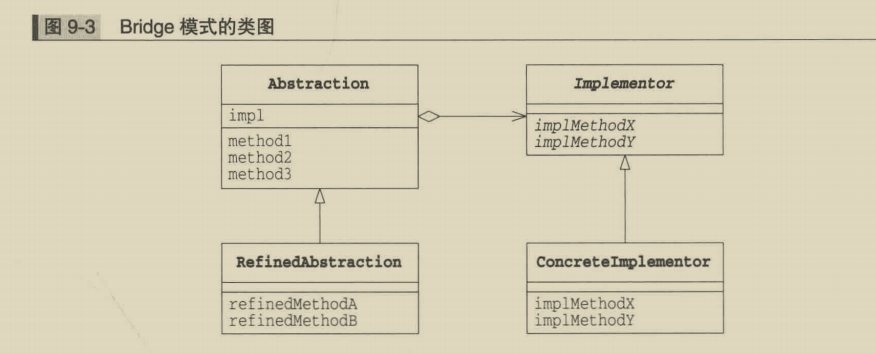 图 9-3 Bridge 模式的类图
Abstraction
impl
method1
method2
method3
Implementor
implMethodX
implMethodY
RefinedAbstraction
refinedMethodA
refinedMethodB
ConcreteImplementor
implMethodX
implMethodY